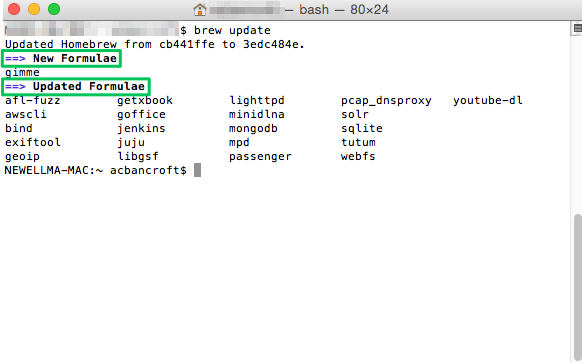 — bash — 80×24
$ brew update
Updated Homebrew from cb441ffe to 3edc484e.
==> New Formulae
gimme
==> Updated Formulae
afl-fuzz getxbook lighttpd pcap_dnsproxy youtube-dl
awscli goffice minidlna solr
bind jenkins mongodb sqlite
exiftool juju mpd tutum
geoip libgsf passenger webfs
NEWELLMA-MAC:~ acbancroft$